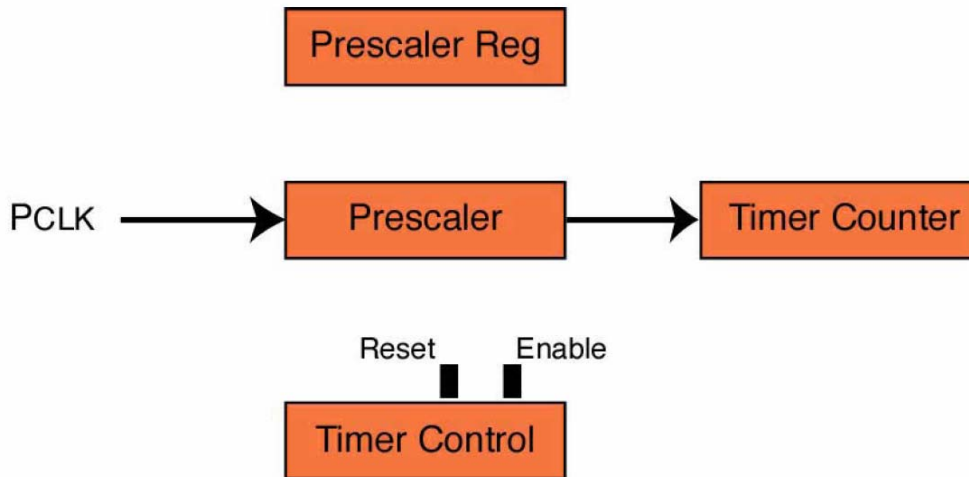 Prescaler Reg
PCLK
Prescaler
Timer Counter
Reset
Enable
Timer Control